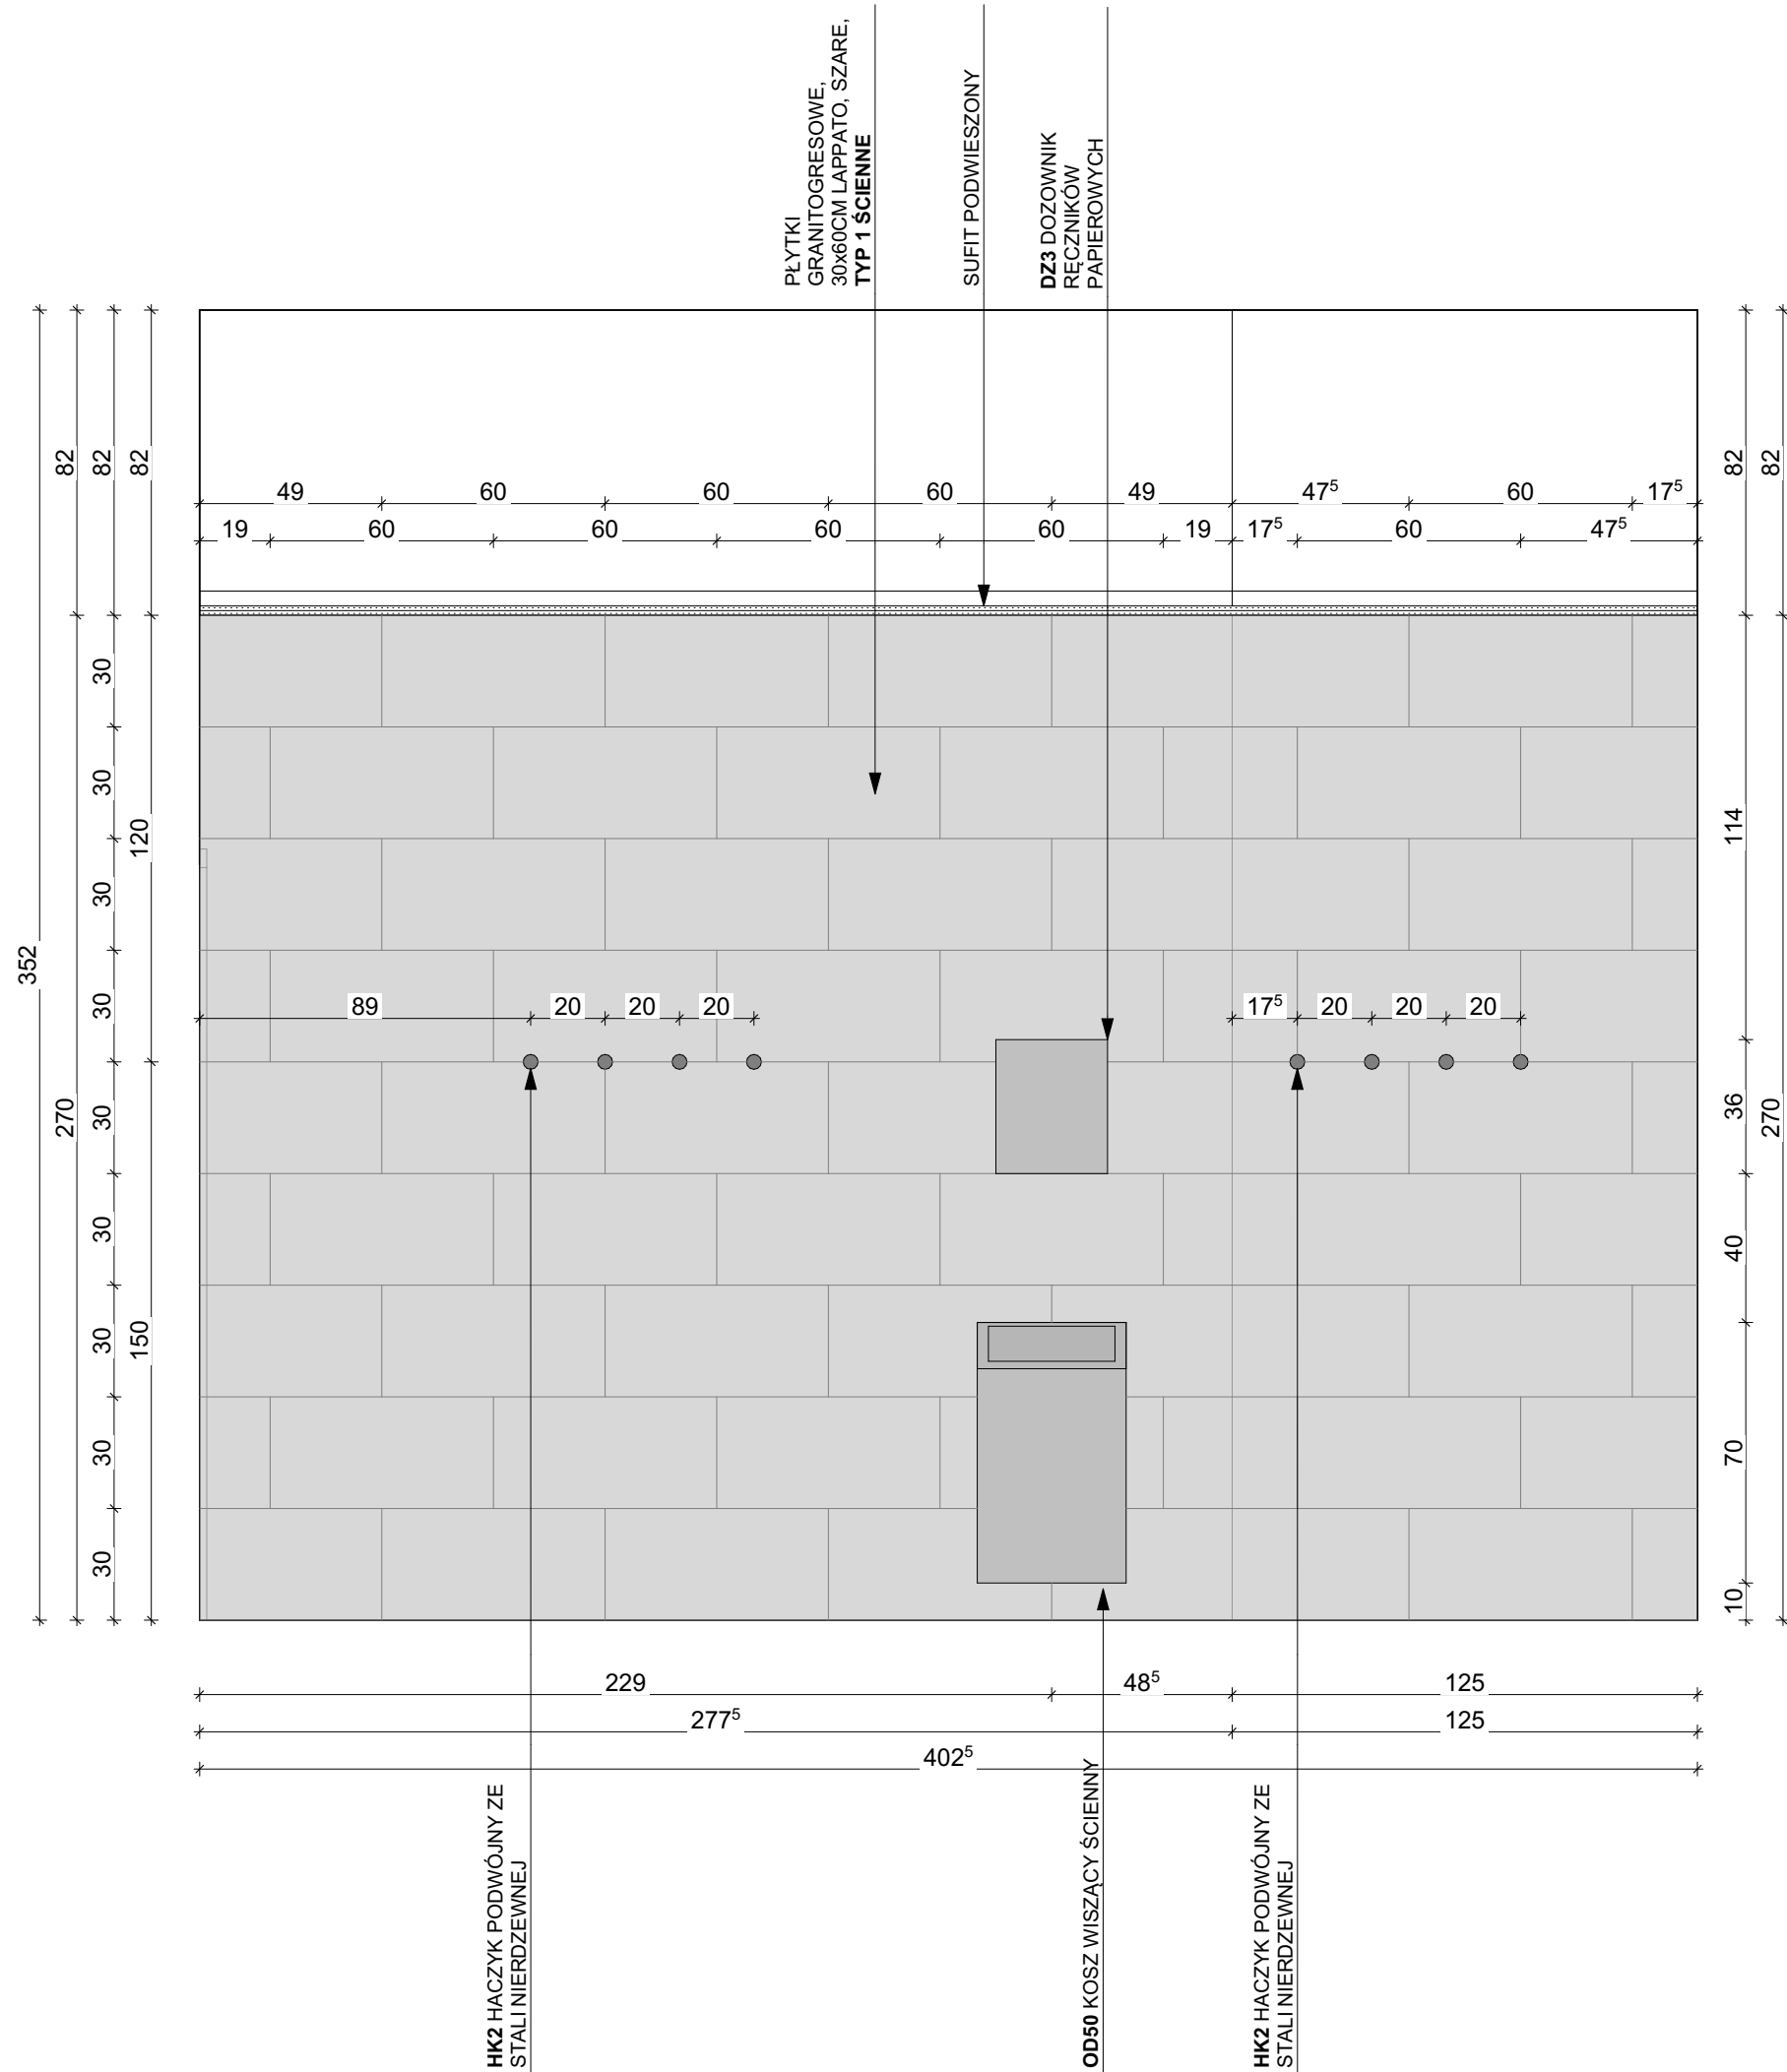 PŁYTKI
GRANITOGRESOWE,
30x60CM LAPPATO, SZARE,
TYP 1 ŚCIENNE
SUFIT PODWIESZONY
DZ3 DOZOWNIK
RĘCZNIKÓW
PAPIEROWYCH
49 60 60 60 49 47⁵ 60 17⁵
19 60 60 60 60 19 17⁵ 60 47⁵
352
82 270
82 30 30 30 30 30 30 30 30 30
82 120 150
89 20 20 20
17⁵ 20 20 20
82 114 36 40 70 10
82 270
229 48⁵ 125
277⁵ 125
402⁵
HK2 HACZYK PODWÓJNY ZE
STALI NIERDZEWNEJ
OD50 KOSZ WISZĄCY ŚCIENNY
HK2 HACZYK PODWÓJNY ZE
STALI NIERDZEWNEJ